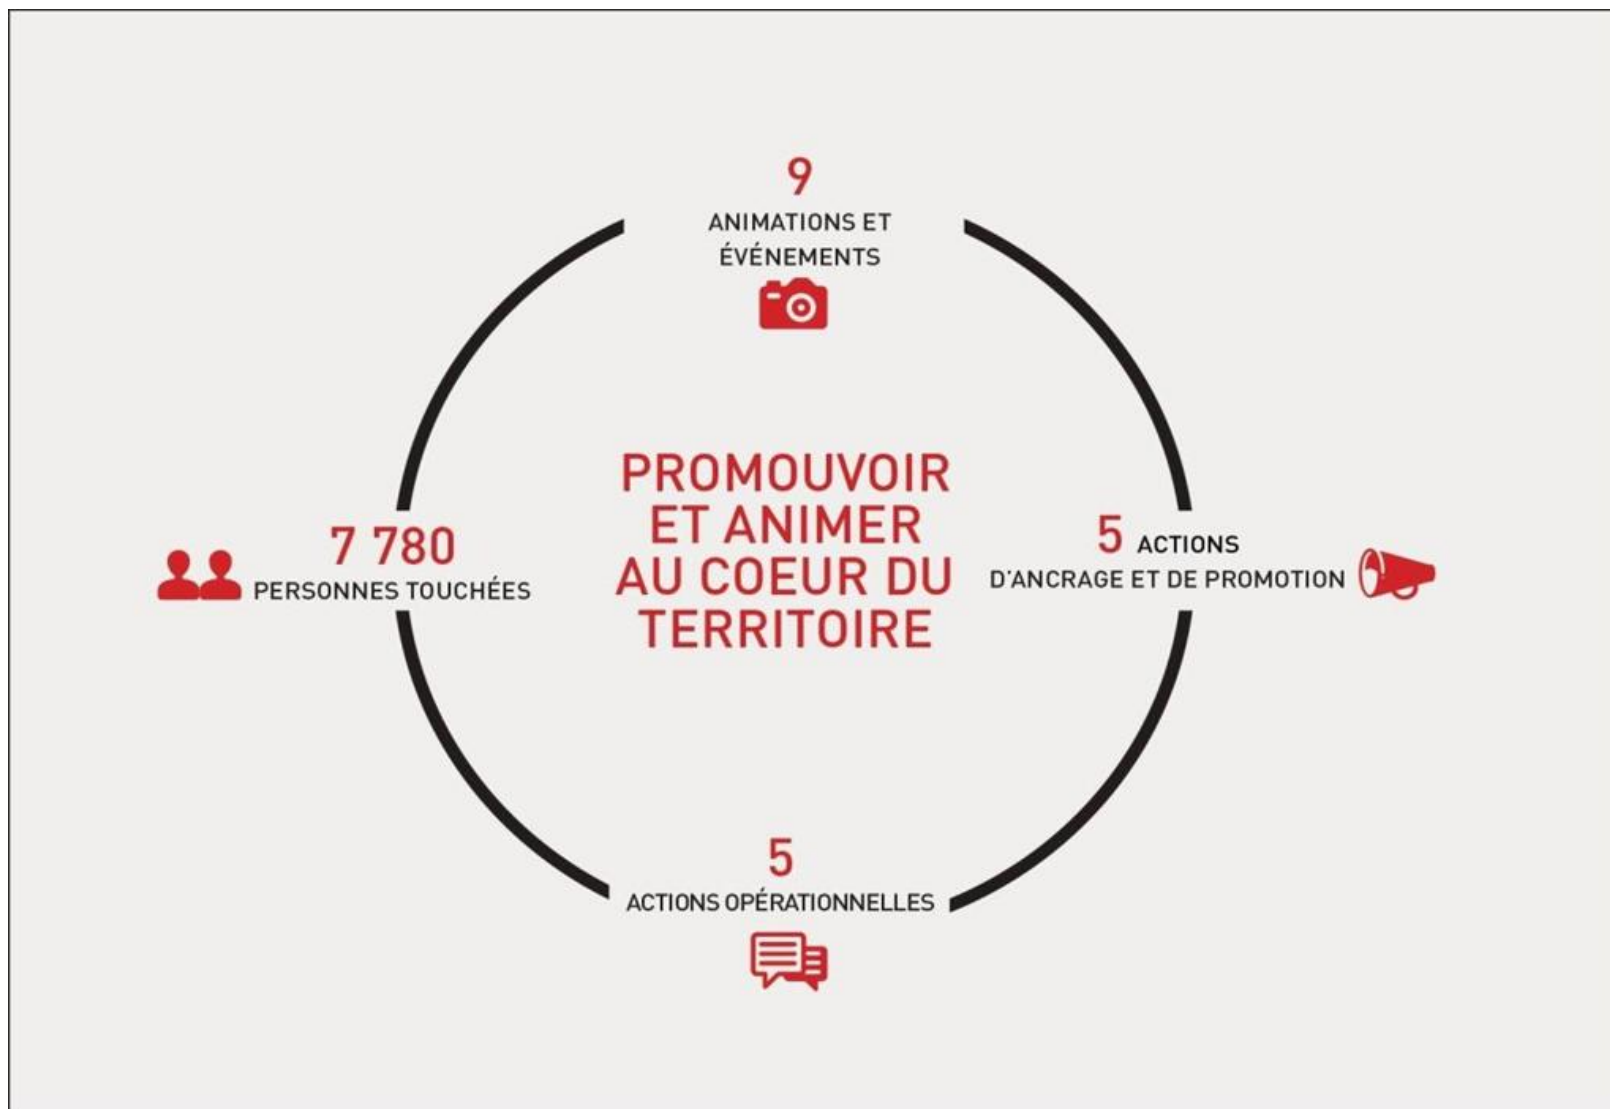 9
ANIMATIONS ET
ÉVÉNEMENTS
PROMOUVOIR
ET ANIMER
AU COEUR DU
TERRITOIRE
7 780
PERSONNES TOUCHÉES
5 ACTIONS
D'ANCRAGE ET DE PROMOTION
5
ACTIONS OPÉRATIONNELLES